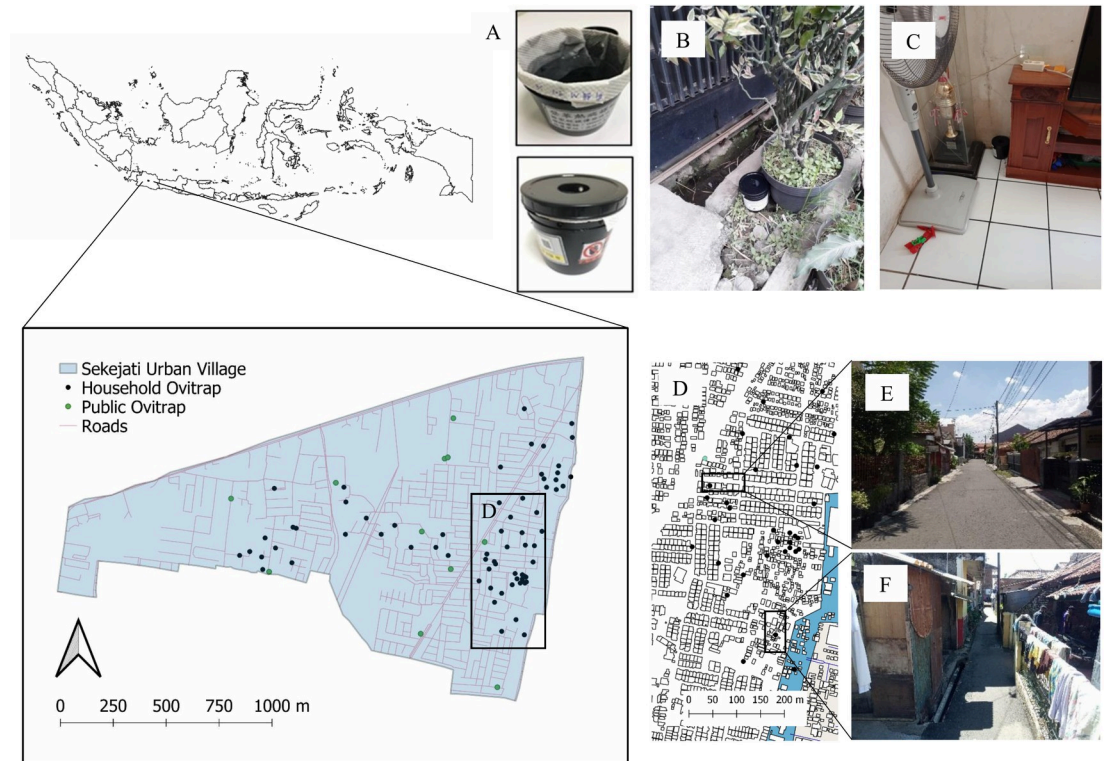 A
B
C
Sekejati Urban Village
Household Ovitrap
Public Ovitrap
Roads
D
0 250 500 750 1000 m
D
0 50 100 150 200 m
E
F